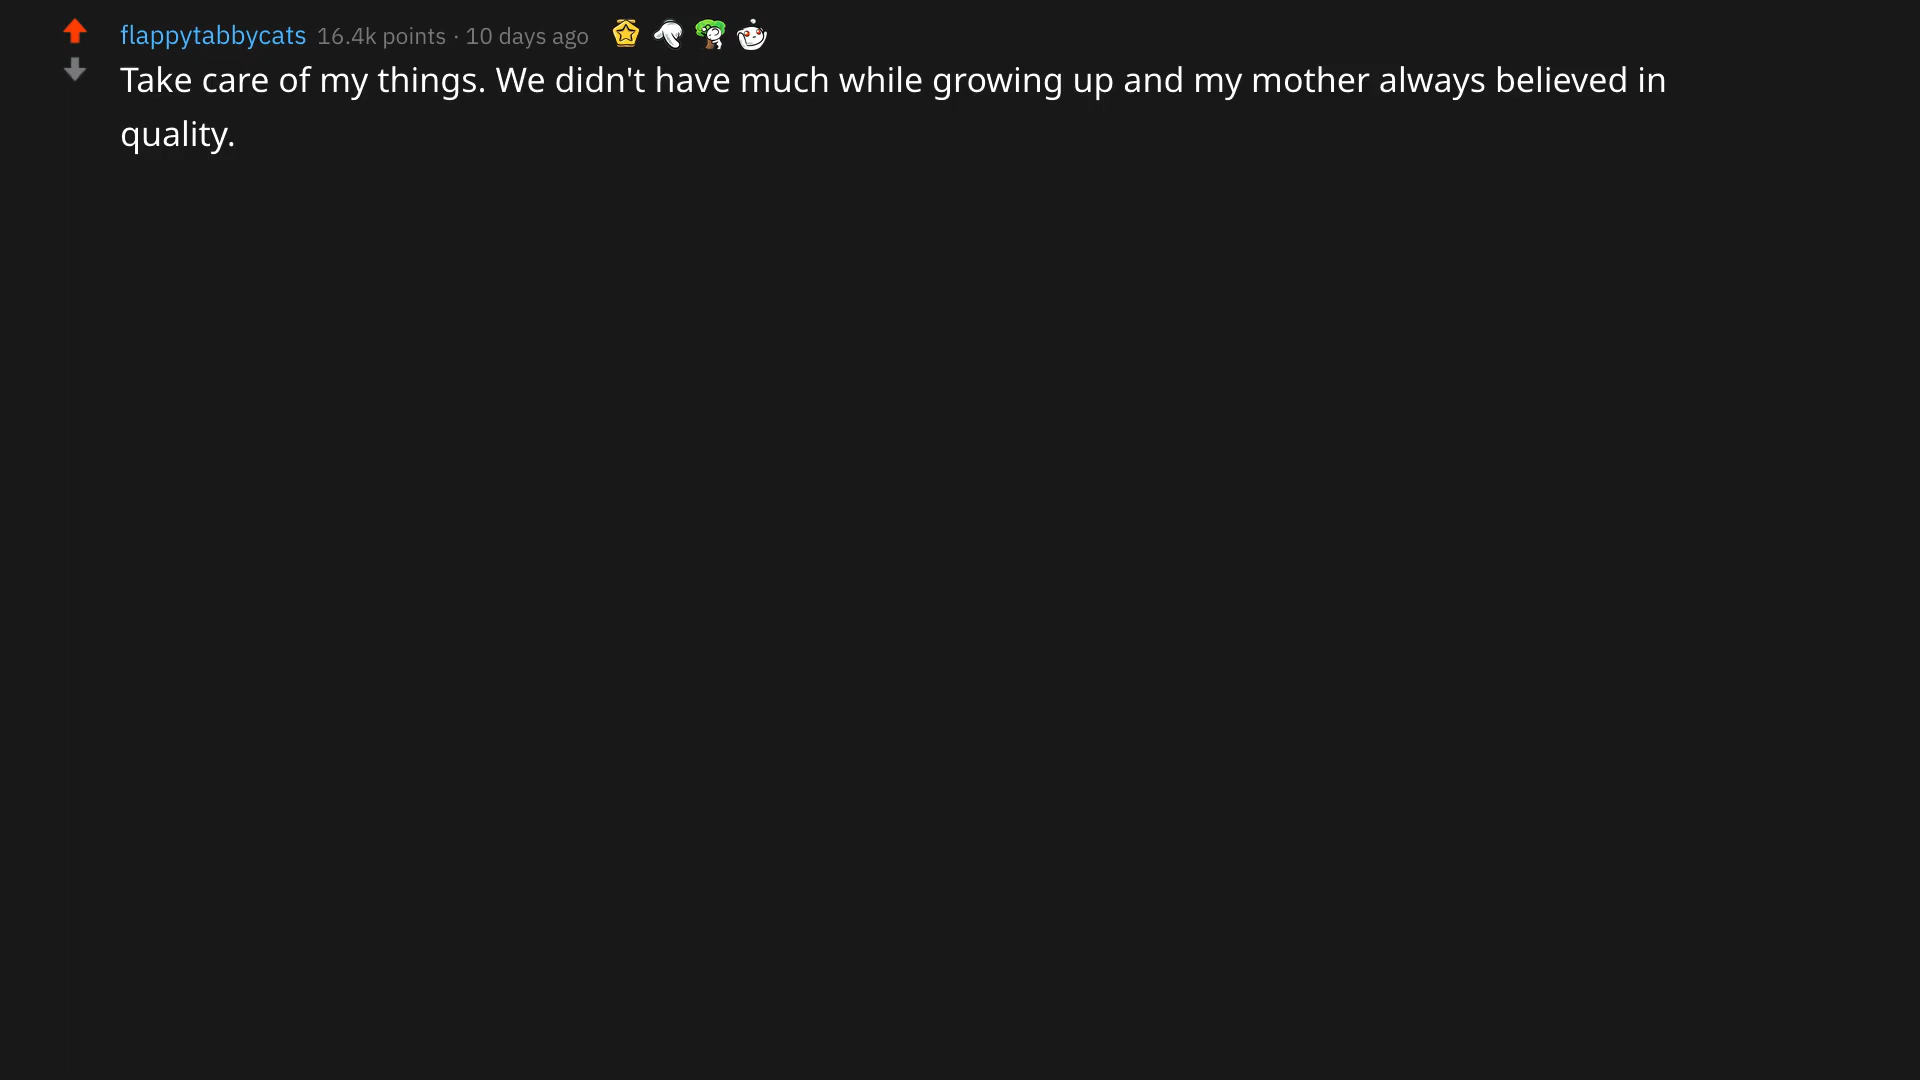 flappytabbycats 16.4k points · 10 days ago
Take care of my things. We didn't have much while growing up and my mother always believed in
quality.